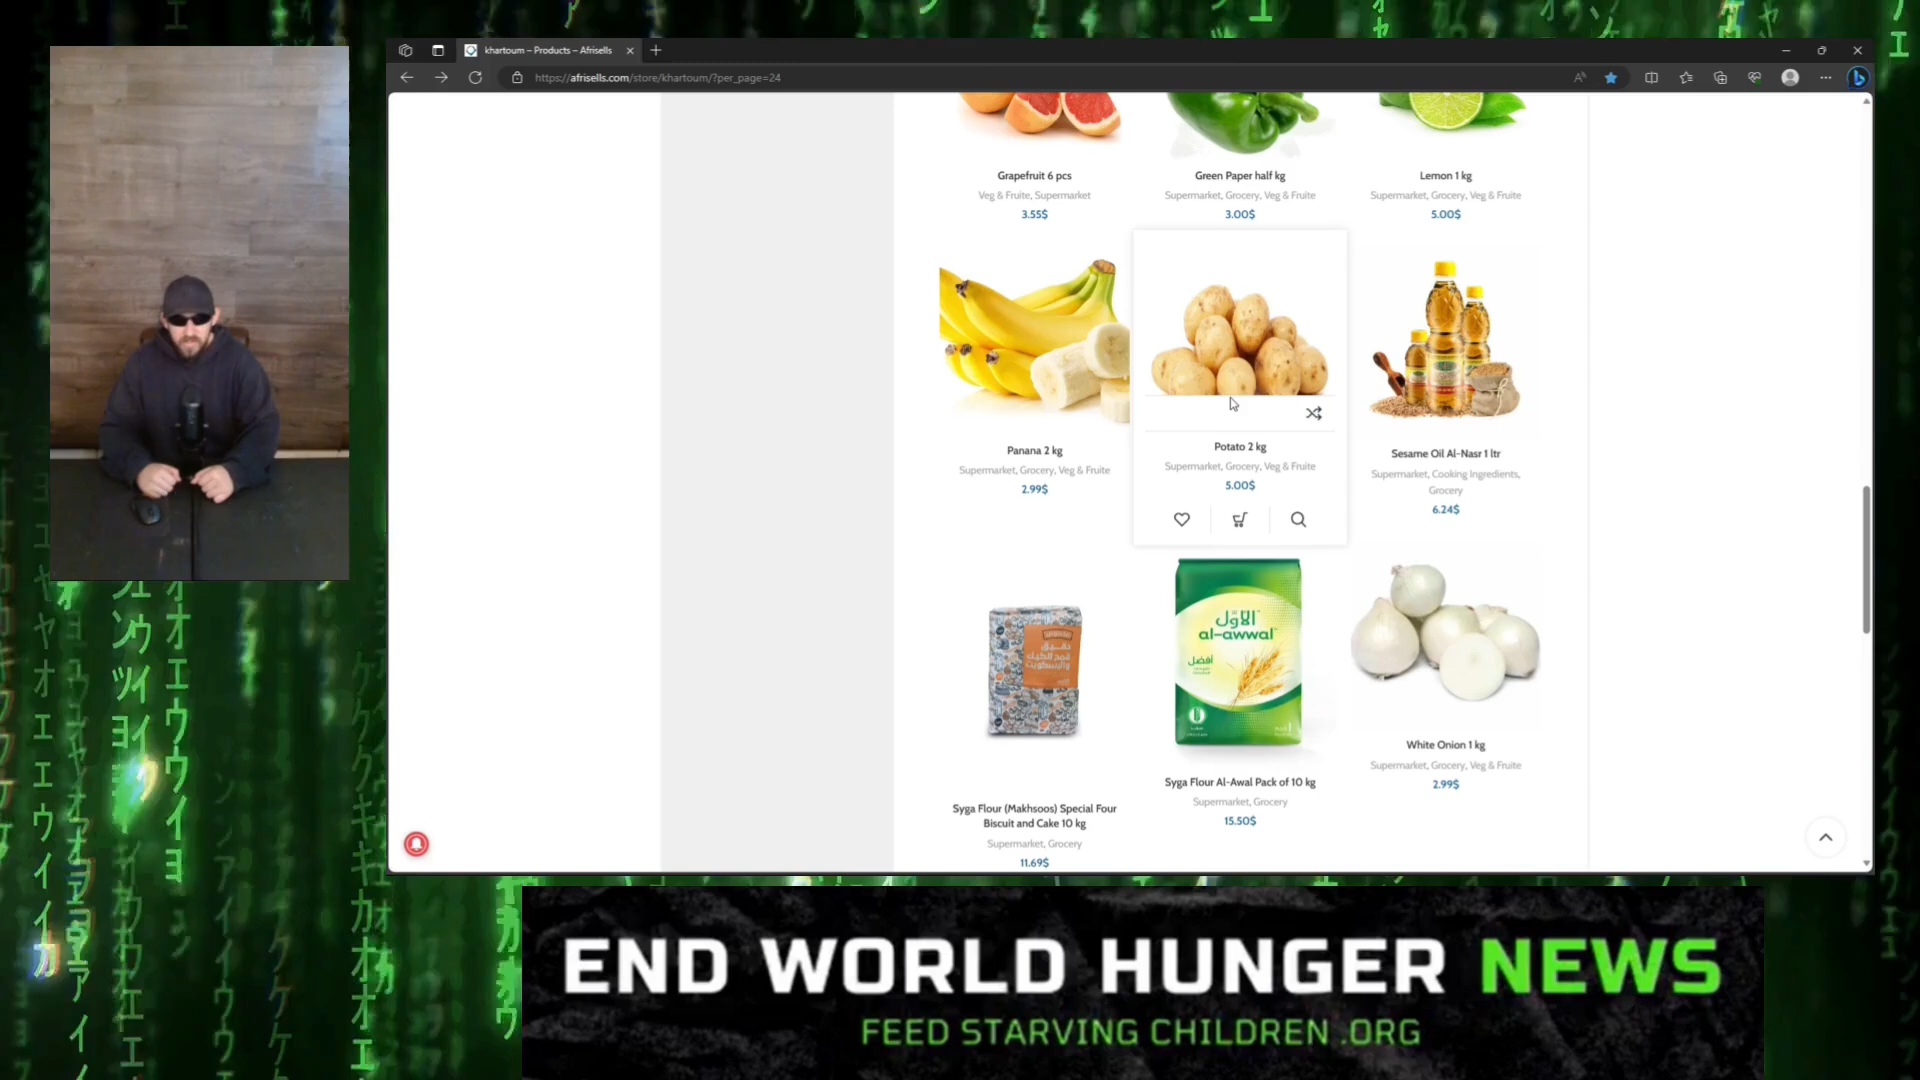 khartoum – Products – Afrisells
https://afrisells.com/store/khartoum/?per_page=24
Grapefruit 6 pcs
Veg & Fruite, Supermarket
3.55$
Green Paper half kg
Supermarket, Grocery, Veg & Fruite
3.00$
Lemon 1 kg
Supermarket, Grocery, Veg & Fruite
5.00$
Panana 2 kg
Supermarket, Grocery, Veg & Fruite
2.99$
Potato 2 kg
Supermarket, Grocery, Veg & Fruite
5.00$
Sesame Oil Al-Nasr 1 ltr
Supermarket, Cooking Ingredients,
Grocery
6.24$
دقيق
قمح الكيك
والبسكويت
Syga Flour (Makhsoos) Special Four
Biscuit and Cake 10 kg
Supermarket, Grocery
11.69$
الأول
al-awwal
أفضل
Syga Flour Al-Awal Pack of 10 kg
Supermarket, Grocery
15.50$
White Onion 1 kg
Supermarket, Grocery, Veg & Fruite
2.99$
END WORLD HUNGER NEWS
FEED STARVING CHILDREN .ORG